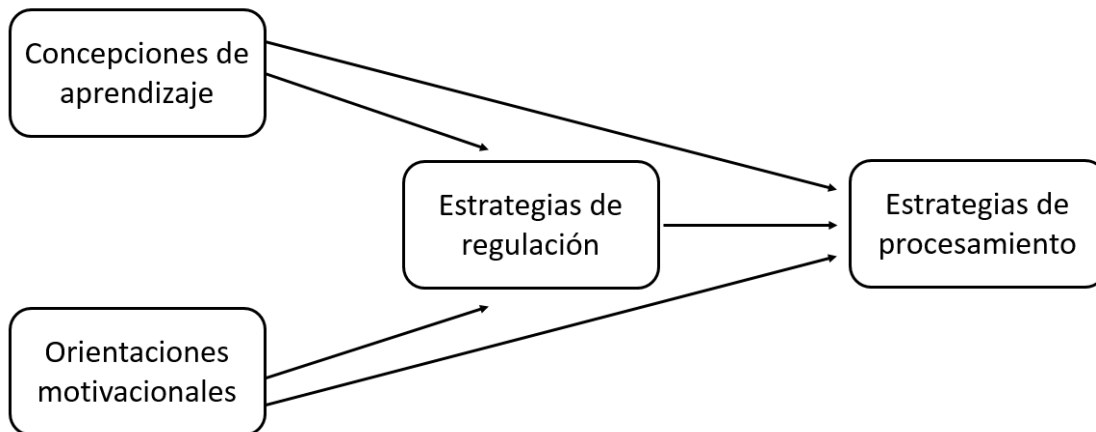 Concepciones de
aprendizaje
Estrategias de
regulación
Estrategias de
procesamiento
Orientaciones
motivacionales